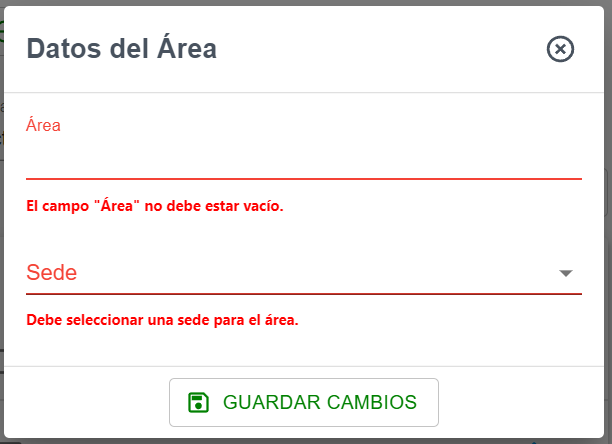 Datos del Área
Área
El campo "Área" no debe estar vacío.
Sede
Debe seleccionar una sede para el área.
GUARDAR CAMBIOS